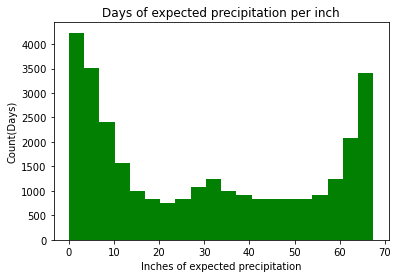 Days of expected precipitation per inch
4000
3500
3000
2500
2000
1500
1000
500
0
Count(Days)
0 10 20 30 40 50 60 70
Inches of expected precipitation